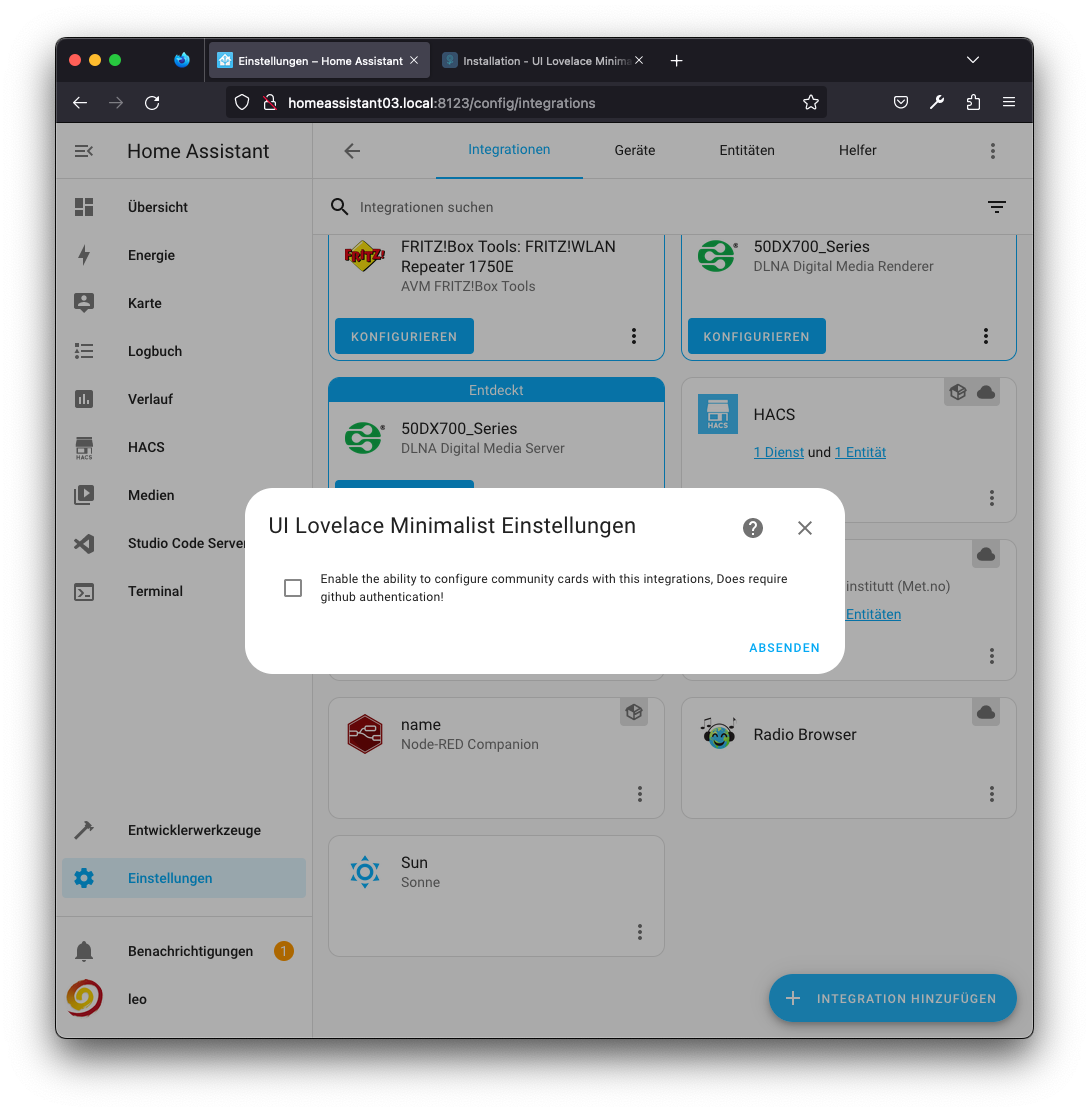 Einstellungen – Home Assistant
Installation - UI Lovelace Minima
homeassistant03.local:8123/config/integrations
Home Assistant
Integrationen
Geräte
Entitäten
Helfer
Übersicht
Energie
Karte
Logbuch
Verlauf
HACS
HACS
Medien
Studio Code Server
Terminal
Entwicklerwerkzeuge
Einstellungen
Benachrichtigungen
1
leo
Integrationen suchen
FRITZ!
FRITZ!Box Tools: FRITZ!WLAN
Repeater 1750E
AVM FRITZ!Box Tools
KONFIGURIEREN
50DX700_Series
DLNA Digital Media Renderer
KONFIGURIEREN
Entdeckt
50DX700_Series
DLNA Digital Media Server
HACS
HACS
1 Dienst und 1 Entität
UI Lovelace Minimalist Einstellungen
Enable the ability to configure community cards with this integrations, Does require
github authentication!
ABSENDEN
institutt (Met.no)
Entitäten
name
Node-RED Companion
Radio Browser
Sun
Sonne
INTEGRATION HINZUFÜGEN